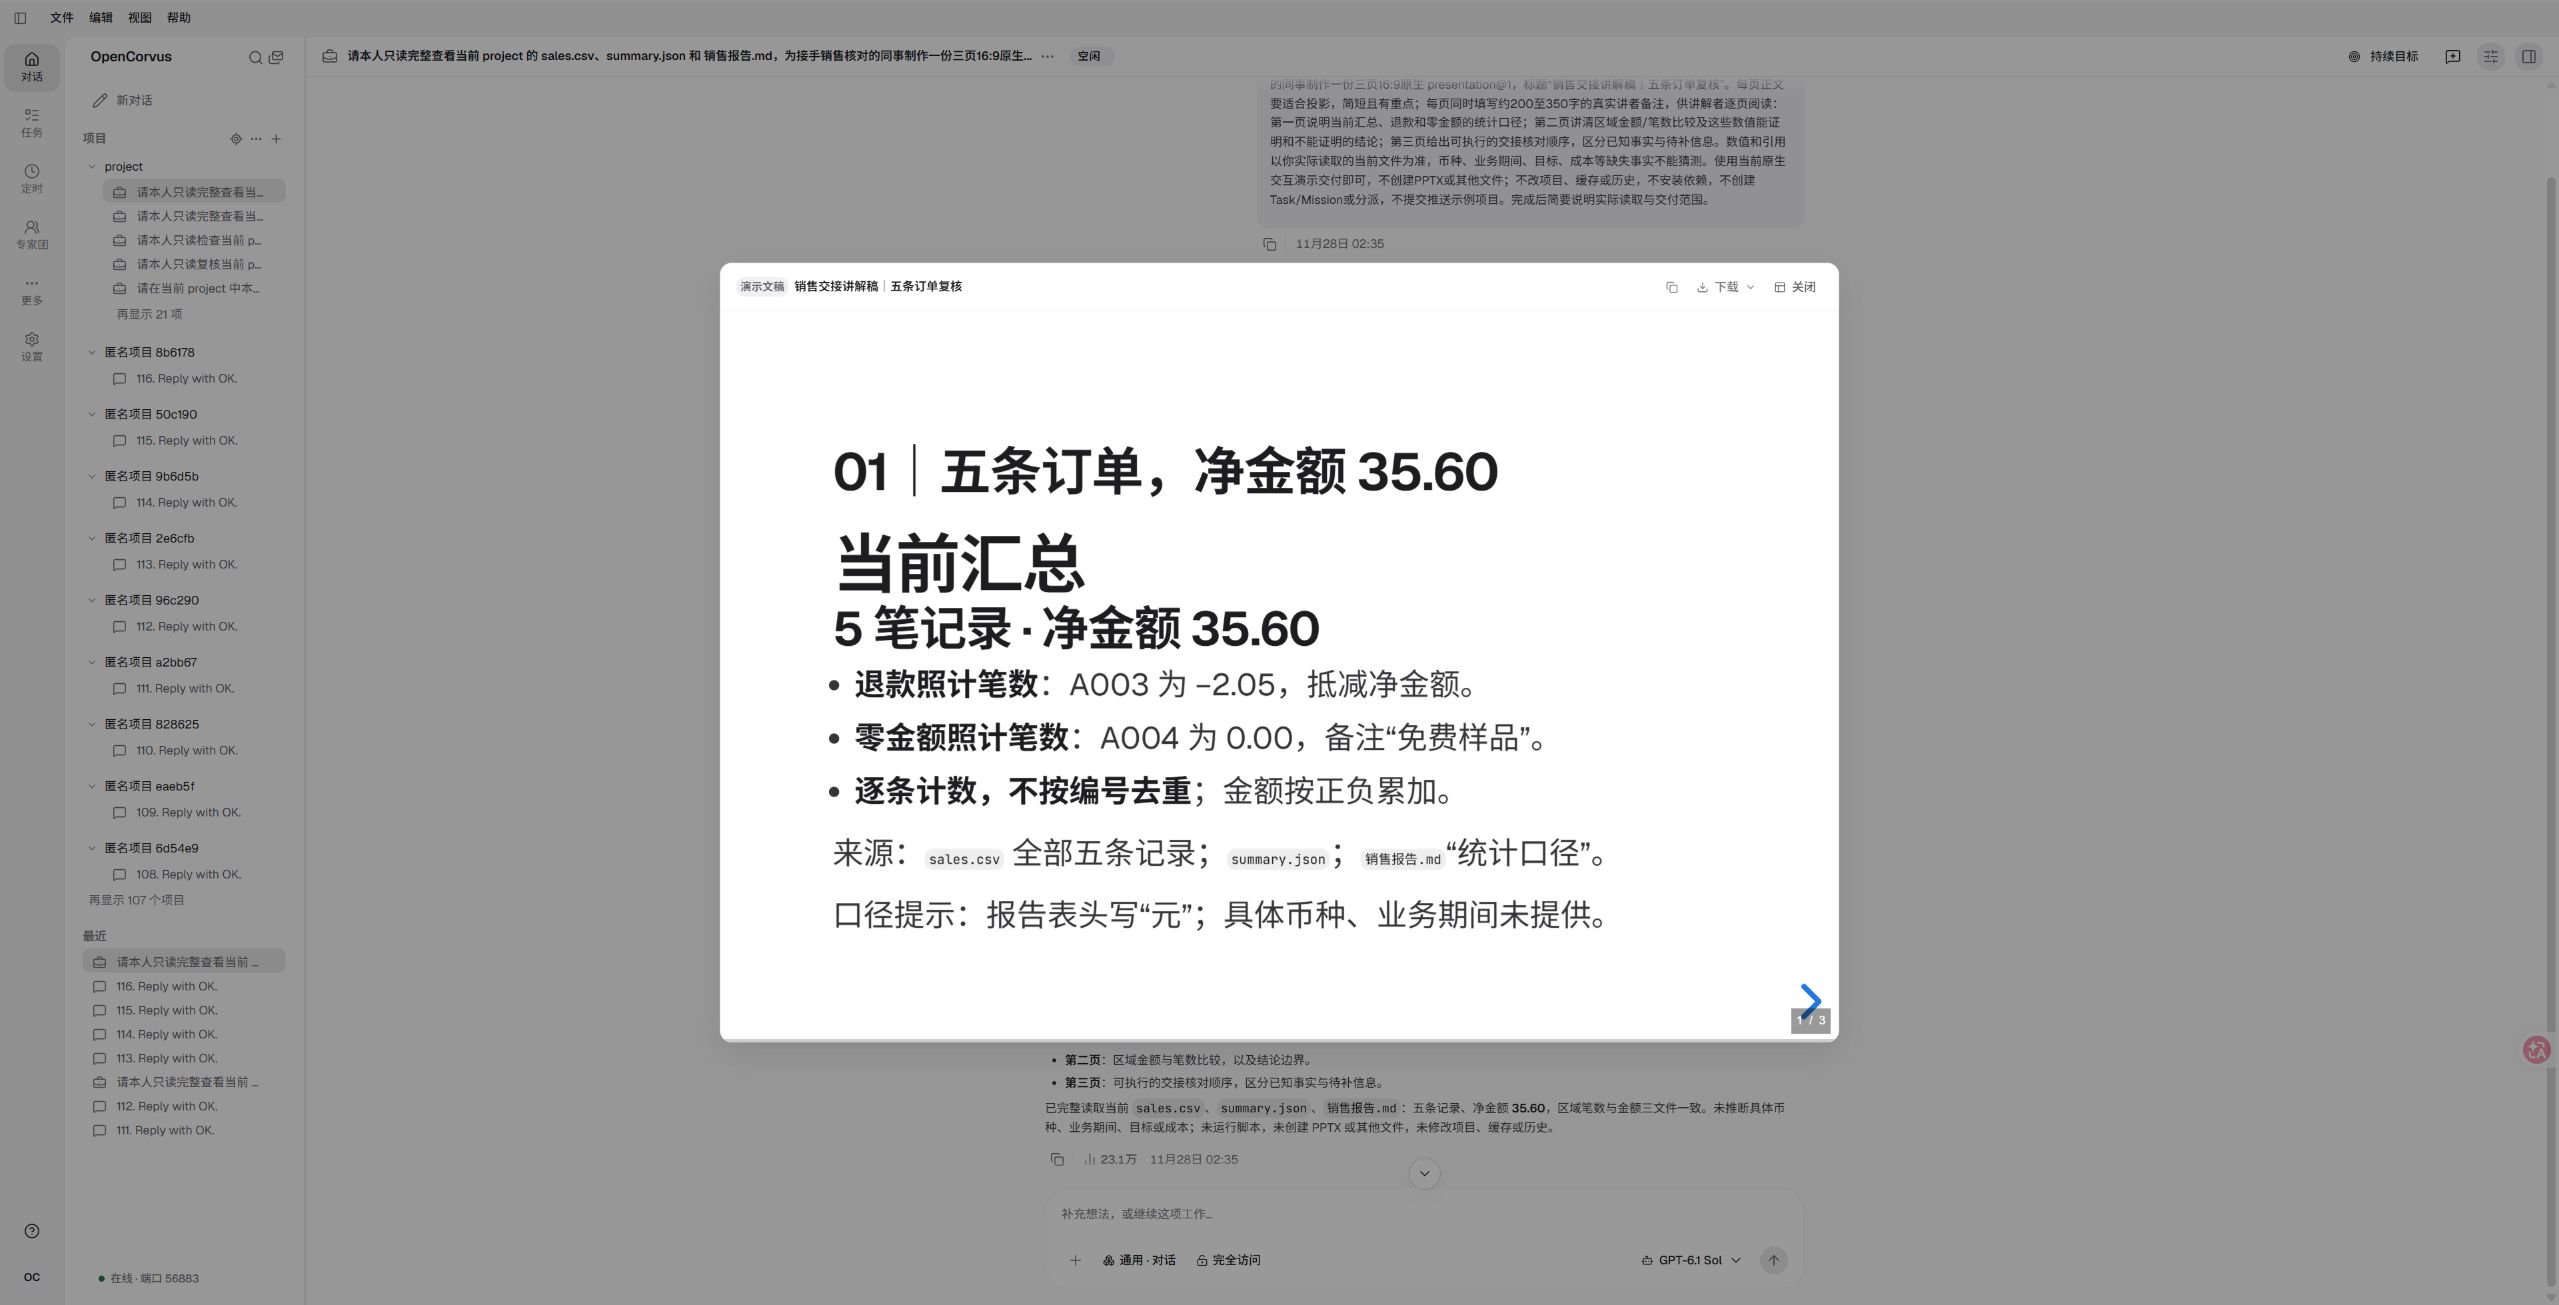 文件 编辑 视图 帮助
对话
任务
定时
专家团
更多
设置
OC
OpenCorvus
新对话
项目
project
请本人只读完整查看当...
请本人只读完整查看当...
请本人只读检查当前 p...
请本人只读复核当前 p...
请在当前 project 中本...
再显示 21 项
匿名项目 8b6178
116. Reply with OK.
匿名项目 50c190
115. Reply with OK.
匿名项目 9b6d5b
114. Reply with OK.
匿名项目 2e6cfb
113. Reply with OK.
匿名项目 96c290
112. Reply with OK.
匿名项目 a2bb67
111. Reply with OK.
匿名项目 828625
110. Reply with OK.
匿名项目 eaeb5f
109. Reply with OK.
匿名项目 6d54e9
108. Reply with OK.
再显示 107 个项目
最近
请本人只读完整查看当前 ...
116. Reply with OK.
115. Reply with OK.
114. Reply with OK.
113. Reply with OK.
请本人只读完整查看当前 ...
112. Reply with OK.
111. Reply with OK.
在线 · 端口 56883
请本人只读完整查看当前 project 的 sales.csv、summary.json 和 销售报告.md，为接手销售核对的同事制作一份三页16:9原生... 空闲
持续目标
的同事制作一份三页16:9原生 presentation@1，标题“销售交接讲解稿｜五条订单复核”。每页正文
要适合投影，简短且有重点；每页同时填写约200至350字的真实讲者备注，供讲解者逐页阅读：
第一页说明当前汇总、退款和零金额的统计口径；第二页讲清区域金额/笔数比较及这些数值能证
明和不能证明的结论；第三页给出可执行的交接核对顺序，区分已知事实与待补信息。数值和引用
以你实际读取的当前文件为准，币种、业务期间、目标、成本等缺失事实不能猜测。使用当前原生
交互演示交付即可，不创建PPTX或其他文件；不改项目、缓存或历史，不安装依赖，不创建
Task/Mission或分派，不提交推送示例项目。完成后简要说明实际读取与交付范围。
11月28日 02:35
演示文稿 销售交接讲解稿｜五条订单复核
下载 关闭
01｜五条订单，净金额 35.60
当前汇总
5 笔记录 · 净金额 35.60
• 退款照计笔数：A003 为 −2.05，抵减净金额。
• 零金额照计笔数：A004 为 0.00，备注“免费样品”。
• 逐条计数，不按编号去重；金额按正负累加。
来源： sales.csv 全部五条记录； summary.json ； 销售报告.md “统计口径”。
口径提示：报告表头写“元”；具体币种、业务期间未提供。
1 / 3
• 第二页：区域金额与笔数比较，以及结论边界。
• 第三页：可执行的交接核对顺序，区分已知事实与待补信息。
已完整读取当前 sales.csv 、 summary.json 、 销售报告.md ：五条记录、净金额 35.60，区域笔数与金额三文件一致。未推断具体币
种、业务期间、目标或成本；未运行脚本，未创建 PPTX 或其他文件，未修改项目、缓存或历史。
23.1万 11月28日 02:35
补充想法，或继续这项工作...
通用 · 对话 完全访问
GPT-6.1 Sol